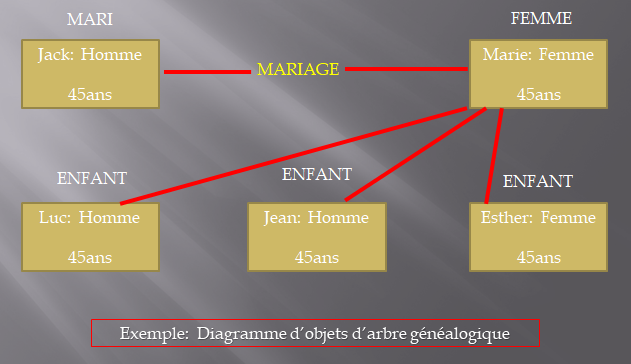 MARI
FEMME
Jack: Homme
45ans
MARIAGE
Marie: Femme
45ans
ENFANT
ENFANT
ENFANT
Luc: Homme
45ans
Jean: Homme
45ans
Esther: Femme
45ans
Exemple: Diagramme d’objets d’arbre généalogique